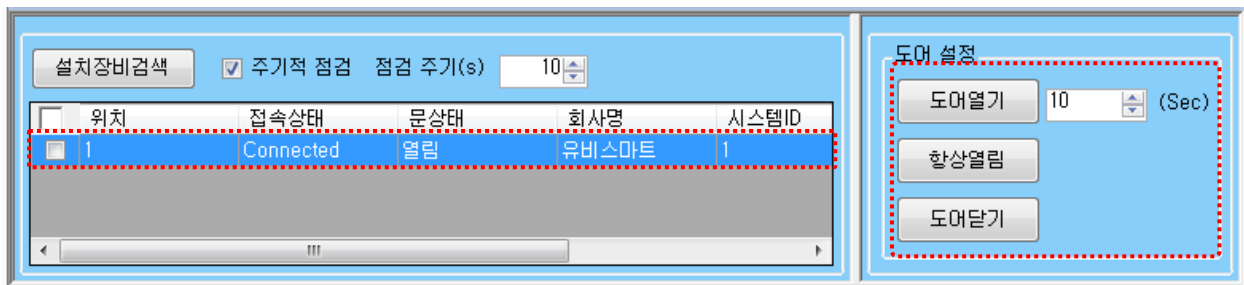 설치장비검색 주기적 점검 점검 주기(s) 10
위치 접속상태 문상태 회사명 시스템ID
1 Connected 열림 유비스마트 1
도어 설정
도어열기 10 (Sec)
항상열림
도어닫기